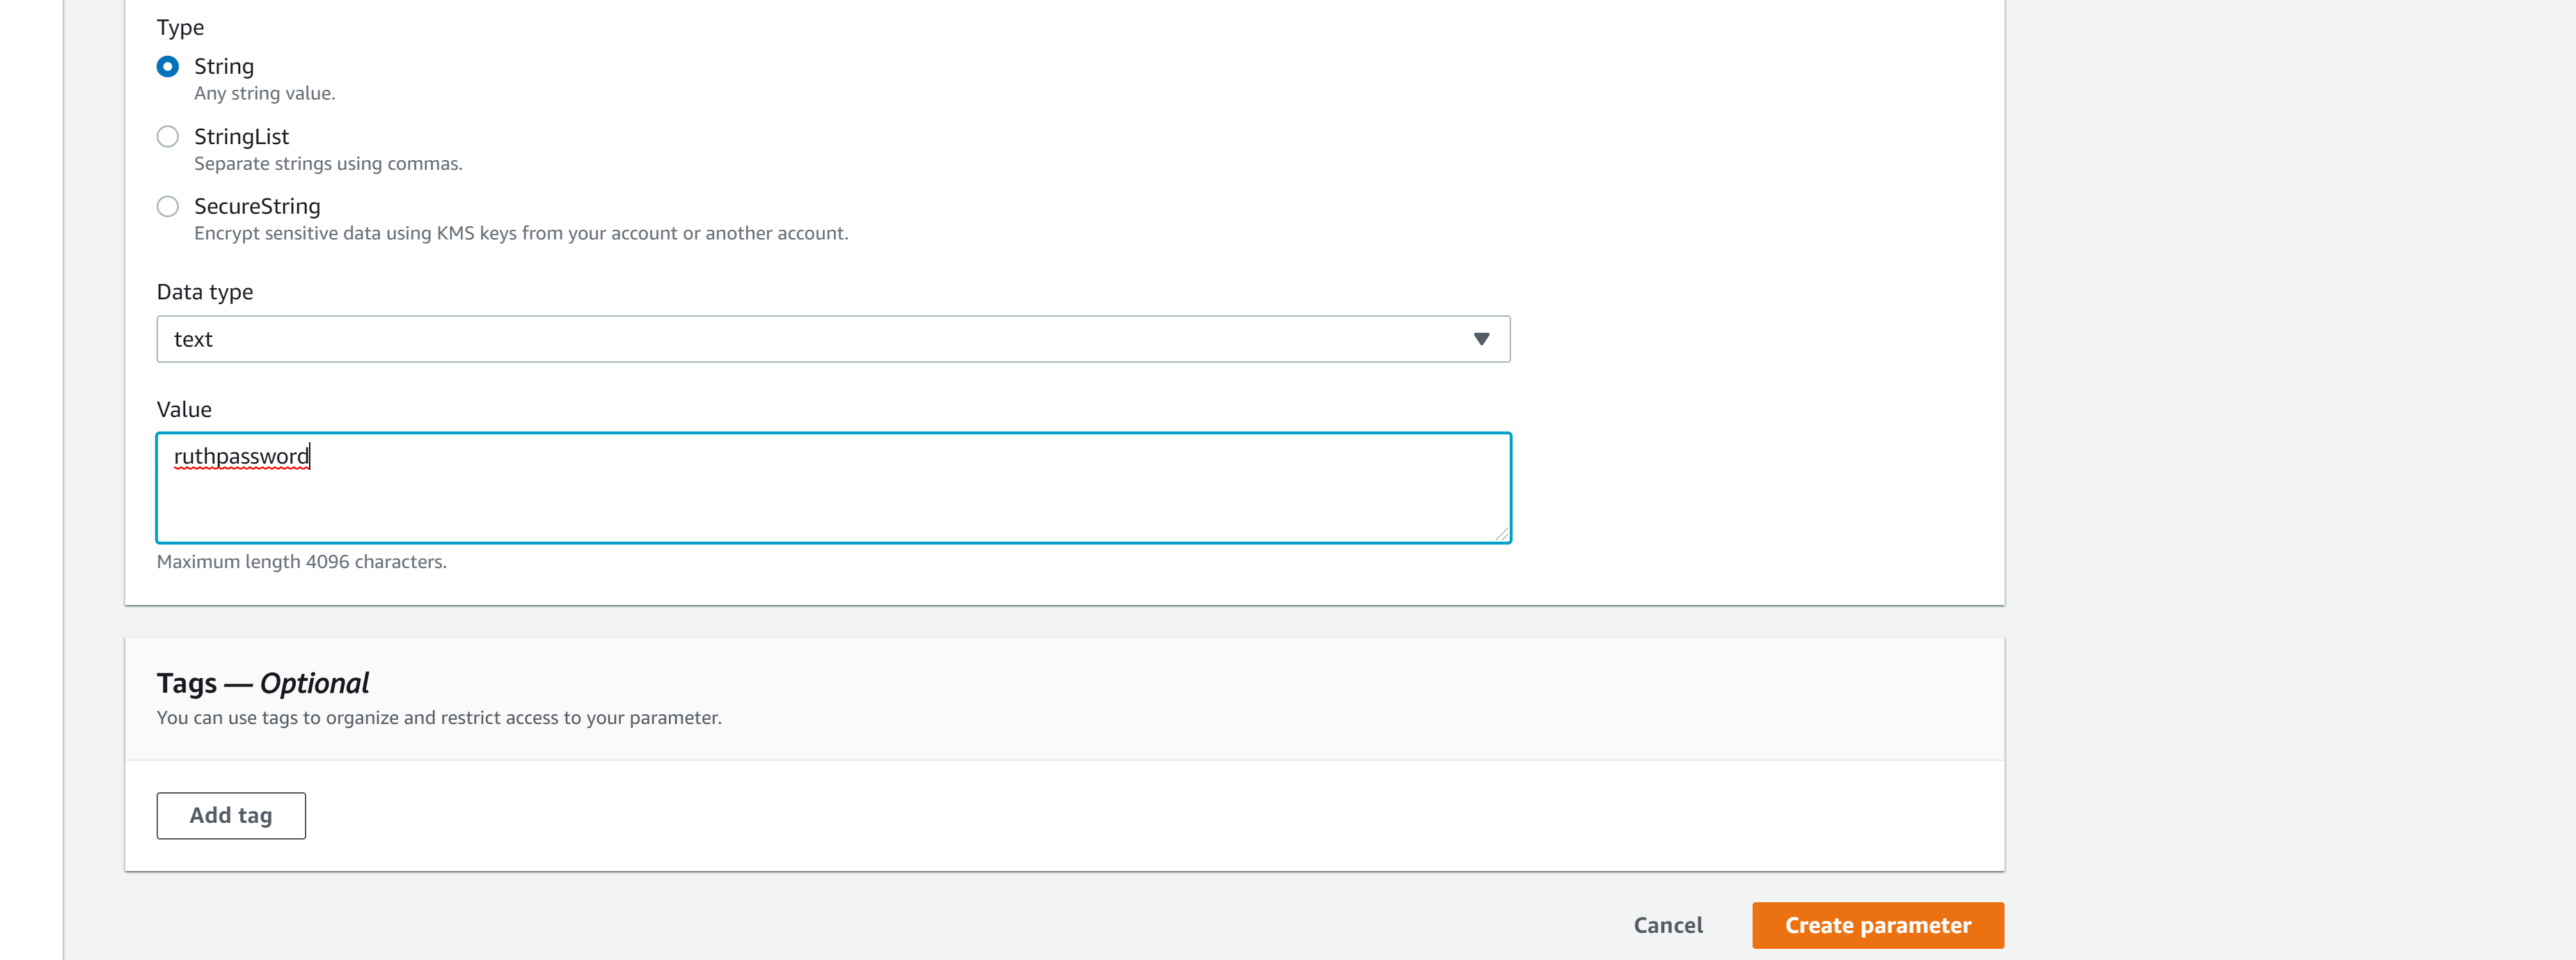 Type
String
Any string value.
StringList
Separate strings using commas.
SecureString
Encrypt sensitive data using KMS keys from your account or another account.
Data type
text
Value
ruthpassword
Maximum length 4096 characters.
Tags — Optional
You can use tags to organize and restrict access to your parameter.
Add tag
Cancel
Create parameter